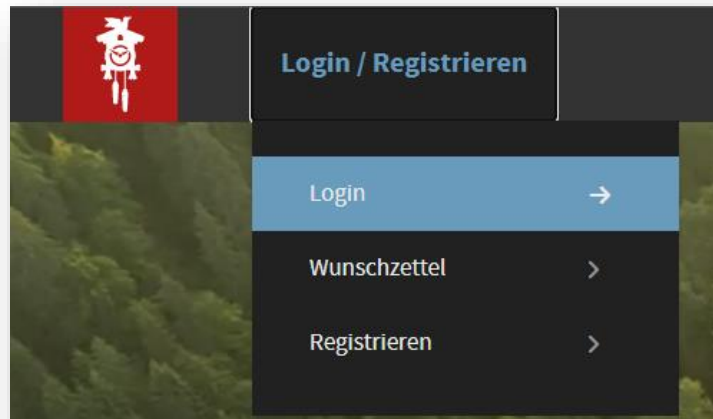 Login / Registrieren
Login
Wunschzettel
Registrieren